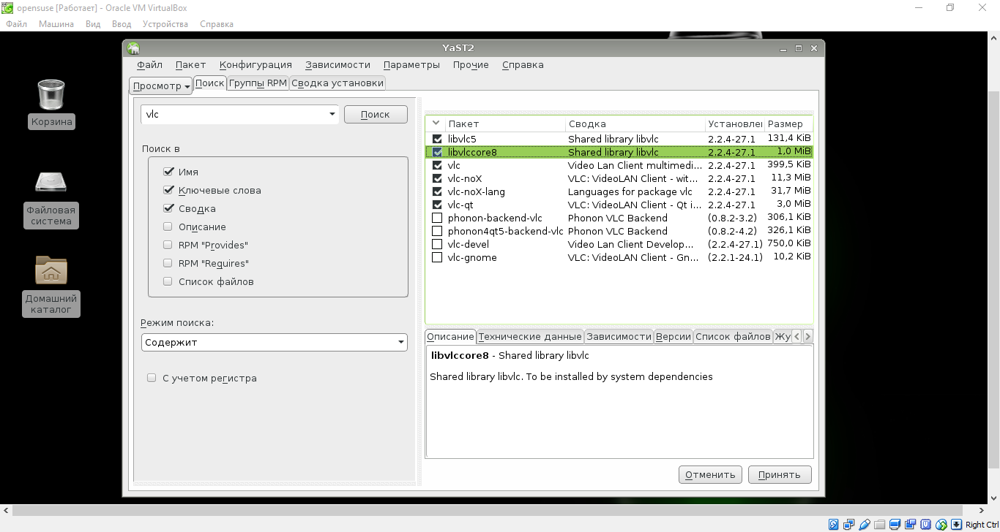 opensuse [Работает] - Oracle VM VirtualBox
Файл Машина Вид Ввод Устройства Справка
Корзина
Файловая система
Домашний каталог
YaST2
Файл Пакет Конфигурация Зависимости Параметры Прочие Справка
Просмотр Поиск Группы RPM Сводка установки
vlc Поиск
Поиск в
Имя
Ключевые слова
Сводка
Описание
RPM "Provides"
RPM "Requires"
Список файлов
Режим поиска:
Содержит
С учетом регистра
Пакет Сводка Установлен Размер
libvlc5 Shared library libvlc 2.2.4-27.1 131,4 KiB
libvlccore8 Shared library libvlc 2.2.4-27.1 1,0 MiB
vlc Video Lan Client multimedi... 2.2.4-27.1 399,5 KiB
vlc-noX VLC: VideoLAN Client - wit... 2.2.4-27.1 11,3 MiB
vlc-noX-lang Languages for package vlc 2.2.4-27.1 31,7 MiB
vlc-qt VLC: VideoLAN Client - Qt i... 2.2.4-27.1 3,0 MiB
phonon-backend-vlc Phonon VLC Backend (0.8.2-3.2) 306,1 KiB
phonon4qt5-backend-vlc Phonon VLC Backend (0.8.2-4.2) 326,1 KiB
vlc-devel Video Lan Client Develop... (2.2.4-27.1) 750,0 KiB
vlc-gnome VLC: VideoLAN Client - Gn... (2.2.1-24.1) 10,2 KiB
Описание Технические данные Зависимости Версии Список файлов Жу
libvlccore8 - Shared library libvlc
Shared library libvlc. To be installed by system dependencies
Отменить Принять
Right Ctrl